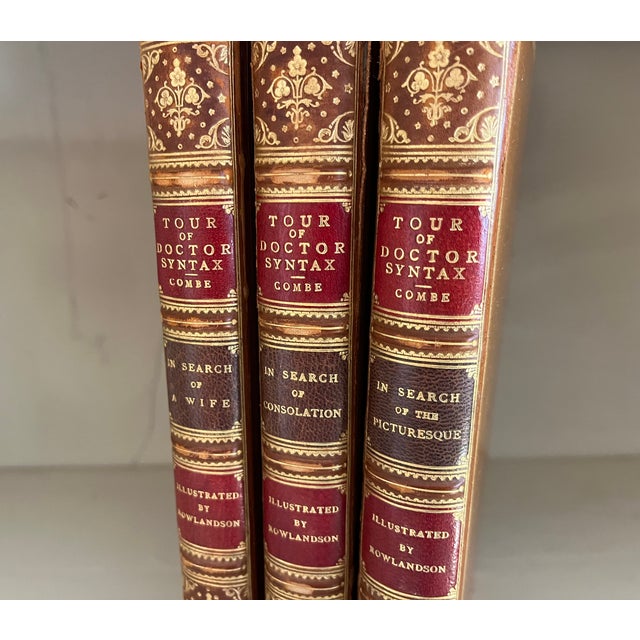 TOUR
OF
DOCTOR
SYNTAX
COMBE
IN SEARCH
OF
A WIFE
ILLUSTRATED
BY
ROWLANDSON
TOUR
OF
DOCTOR
SYNTAX
COMBE
IN SEARCH
OF
CONSOLATION
ILLUSTRATED
BY
ROWLANDSON
TOUR
OF
DOCTOR
SYNTAX
COMBE
IN SEARCH
OF THE
PICTURESQUE
ILLUSTRATED
BY
ROWLANDSON